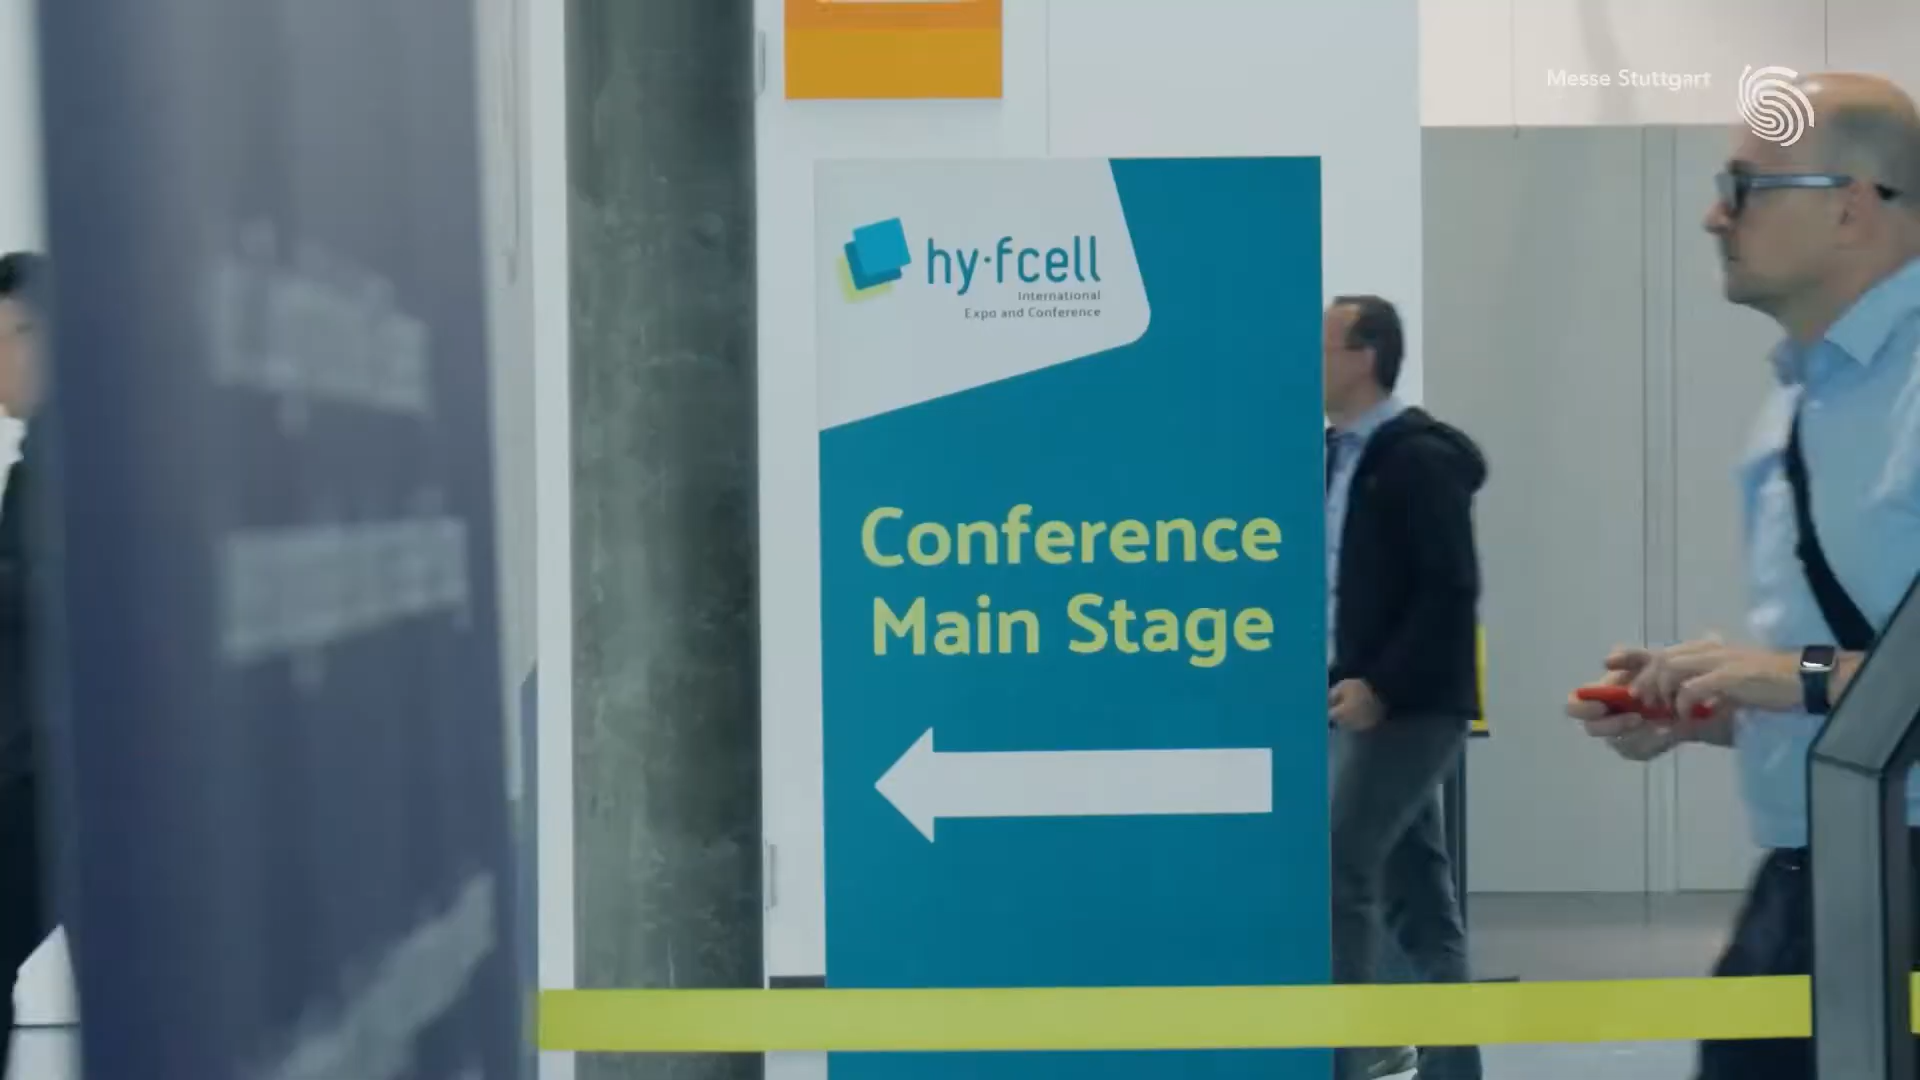 Messe Stuttgart
hy·fcell
International
Expo and Conference
Conference
Main Stage